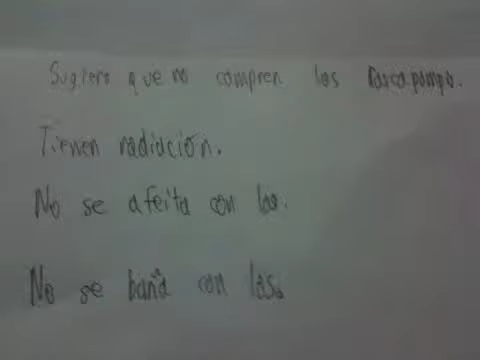 Sugiero que no compren los
Tienen radiación.
No se afeita con las.
No se baña con las.